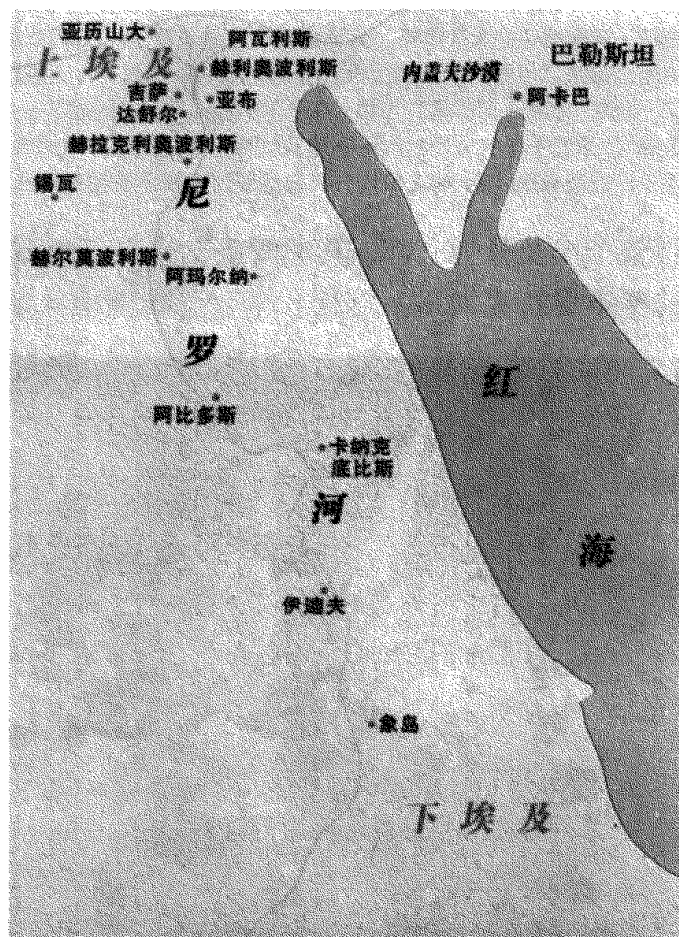 亚历山大
阿瓦利斯
上埃及
赫利奥波利斯
内盖夫沙漠
巴勒斯坦
吉萨
亚布
阿卡巴
达舒尔
赫拉克利奥波利斯
锡瓦
尼
赫尔莫波利斯
阿玛尔纳
罗
红
阿比多斯
卡纳克
底比斯
河
海
伊迪夫
象岛
下埃及